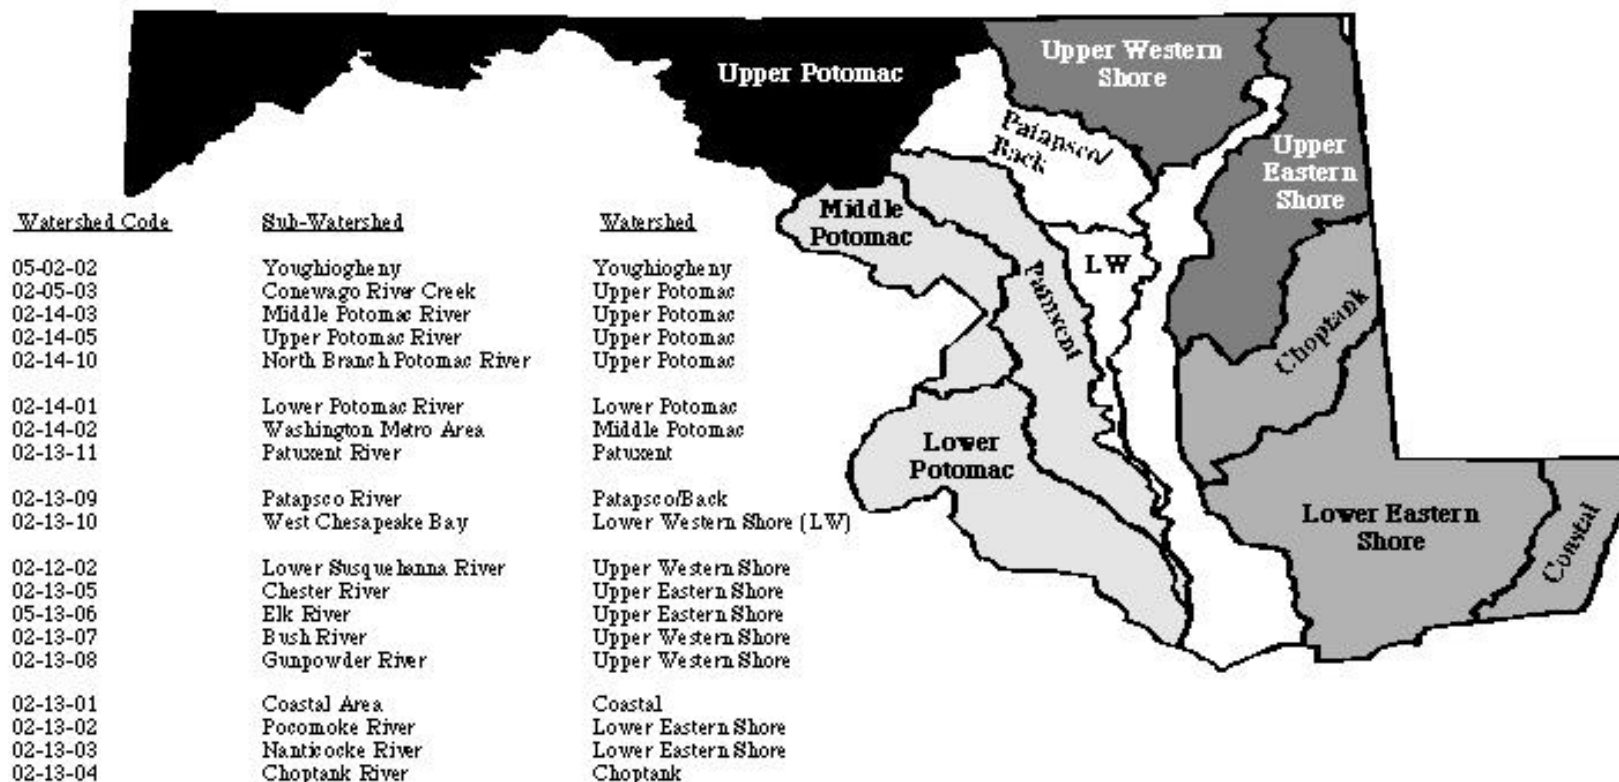 Upper Potomac
Upper Western
Shore
Patapsco/
Back
Upper
Eastern
Shore
Middle
Potomac
LW
Patuxent
Choptank
Lower
Potomac
Lower Eastern
Shore
Coastal
Watershed Code Sub-Watershed Watershed
05-02-02 Youghiogheny Youghiogheny
02-05-03 Conewago River Creek Upper Potomac
02-14-03 Middle Potomac River Upper Potomac
02-14-05 Upper Potomac River Upper Potomac
02-14-10 North Branch Potomac River Upper Potomac
02-14-01 Lower Potomac River Lower Potomac
02-14-02 Washington Metro Area Middle Potomac
02-13-11 Patuxent River Patuxent
02-13-09 Patapsco River Patapsco/Back
02-13-10 West Chesapeake Bay Lower Western Shore (LW)
02-12-02 Lower Susquehanna River Upper Western Shore
02-13-05 Chester River Upper Eastern Shore
05-13-06 Elk River Upper Eastern Shore
02-13-07 Bush River Upper Western Shore
02-13-08 Gunpowder River Upper Western Shore
02-13-01 Coastal Area Coastal
02-13-02 Pocomoke River Lower Eastern Shore
02-13-03 Nanticocke River Lower Eastern Shore
02-13-04 Choptank River Choptank